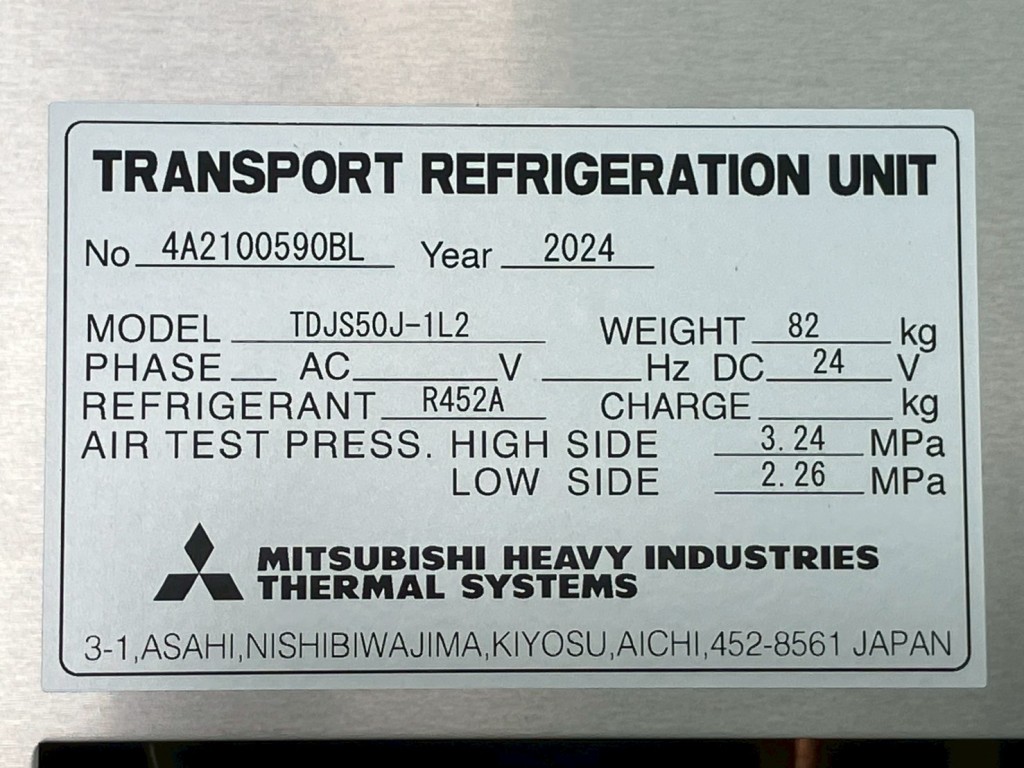 TRANSPORT REFRIGERATION UNIT
No 4A2100590BL Year 2024
MODEL TDJS50J-1L2 WEIGHT 82 kg
PHASE AC V Hz DC 24 V
REFRIGERANT R452A CHARGE kg
AIR TEST PRESS. HIGH SIDE 3.24 MPa
LOW SIDE 2.26 MPa
MITSUBISHI HEAVY INDUSTRIES
THERMAL SYSTEMS
3-1,ASAHI,NISHIBIWAJIMA,KIYOSU,AICHI,452-8561 JAPAN